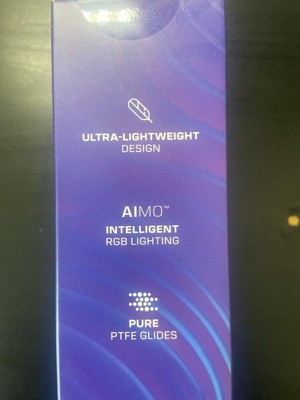 ULTRA-LIGHTWEIGHT
DESIGN
AIMO™
INTELLIGENT
RGB LIGHTING
PURE
PTFE GLIDES